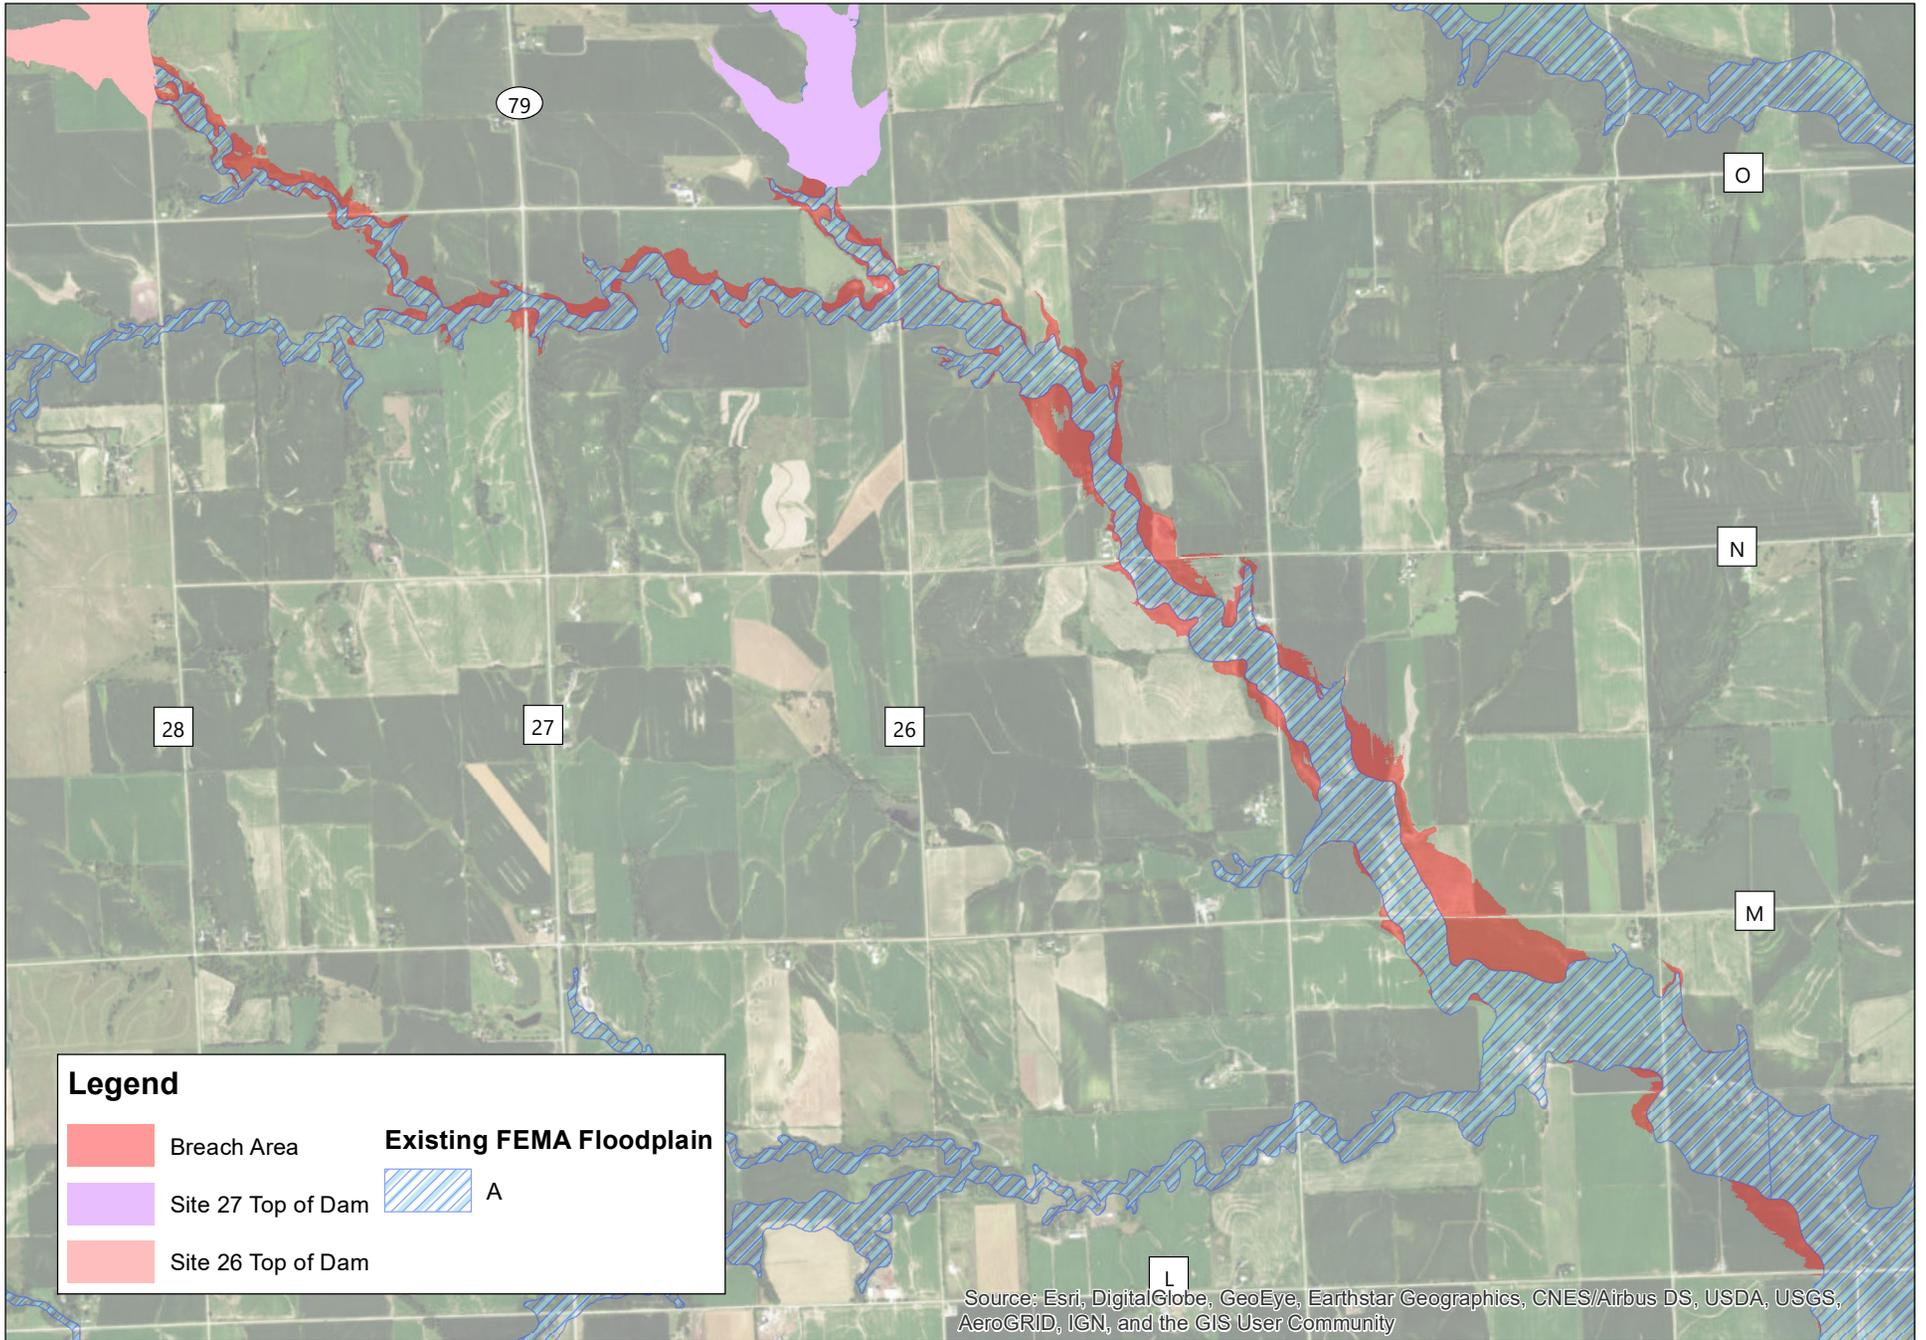 79
O
N
28
27
26
M
Legend
Breach Area
Site 27 Top of Dam
Site 26 Top of Dam
Existing FEMA Floodplain
A
L
Source: Esri, DigitalGlobe, GeoEye, Earthstar Geographics, CNES/Airbus DS, USDA, USGS,
AeroGRID, IGN, and the GIS User Community